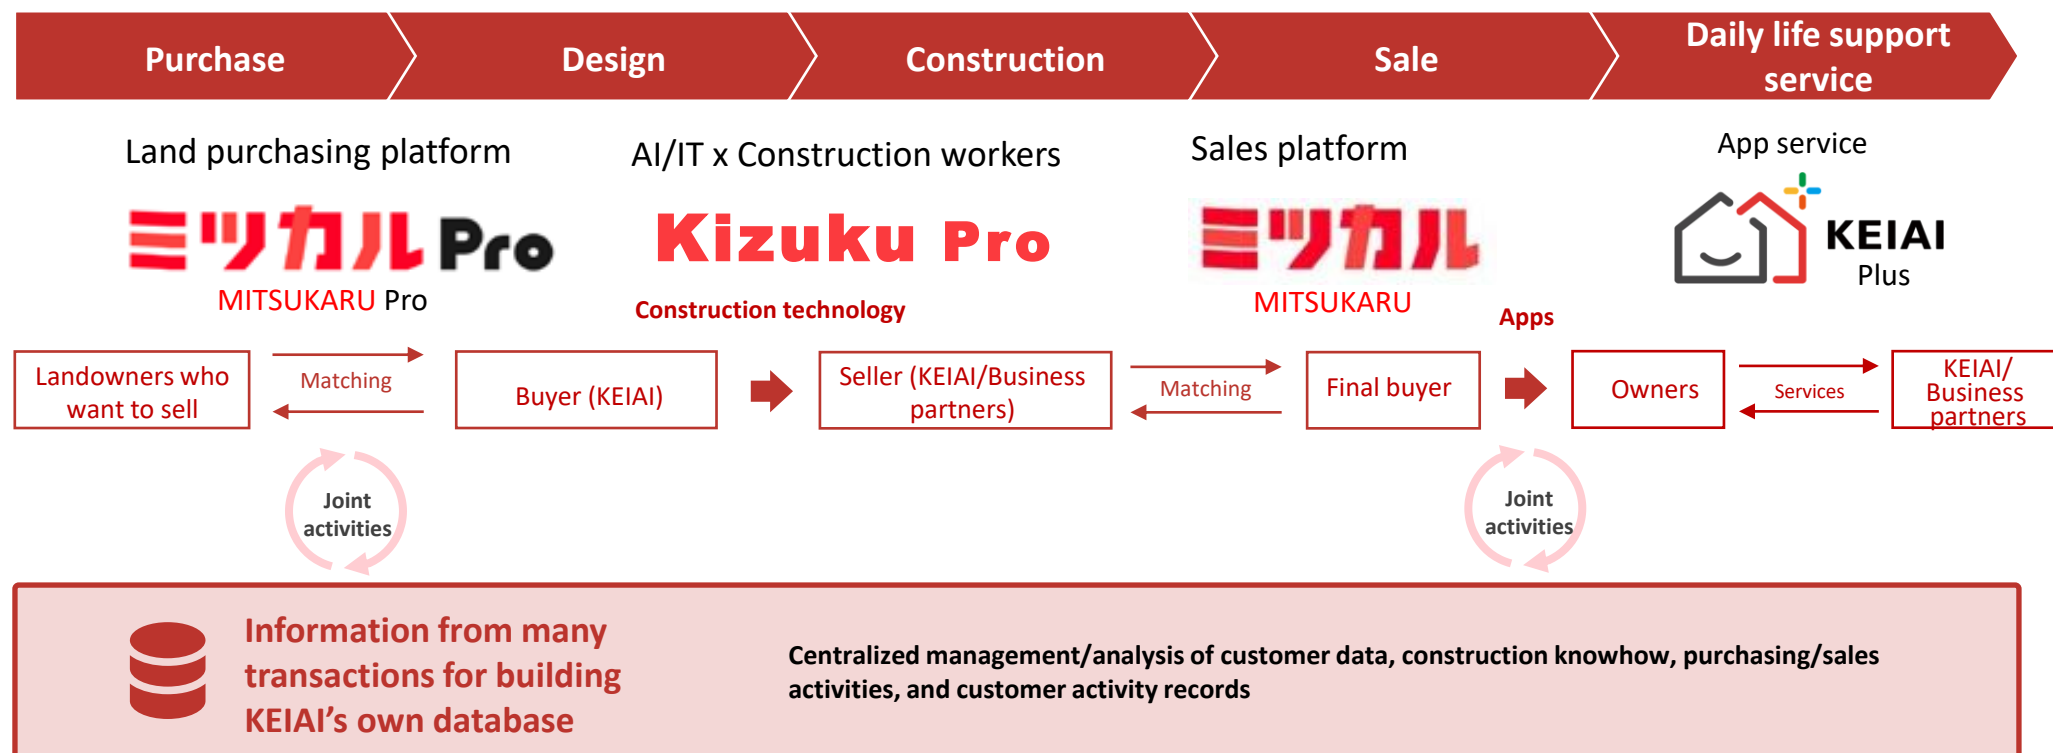 Purchase
Design
Construction
Sale
Daily life support
service
Land purchasing platform
AI/IT x Construction workers
Sales platform
App service
ミツカル Pro
MITSUKARU Pro
Kizuku Pro
Construction technology
ミツカル
MITSUKARU
KEIAI
Plus
Apps
Landowners who
want to sell
Matching
Buyer (KEIAI)
Seller (KEIAI/Business
partners)
Matching
Final buyer
Owners
Services
KEIAI/
Business
partners
Joint
activities
Joint
activities
Information from many
transactions for building
KEIAI’s own database
Centralized management/analysis of customer data, construction knowhow, purchasing/sales
activities, and customer activity records